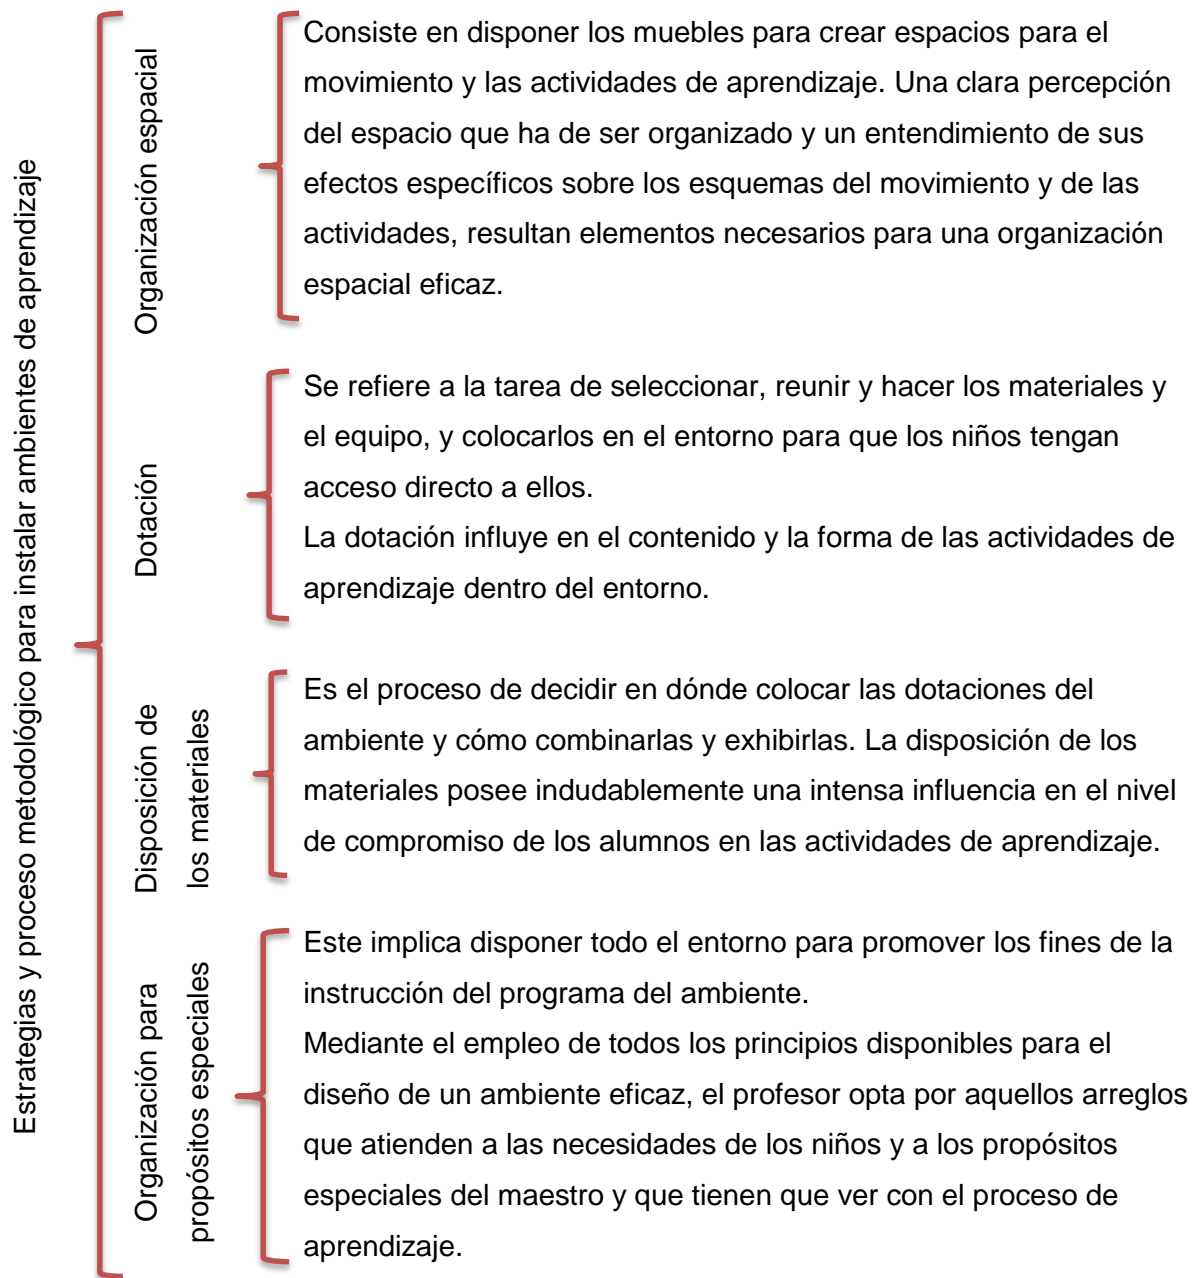 Estrategias y proceso metodológico para instalar ambientes de aprendizaje
Organización espacial
Consiste en disponer los muebles para crear espacios para el
movimiento y las actividades de aprendizaje. Una clara percepción
del espacio que ha de ser organizado y un entendimiento de sus
efectos específicos sobre los esquemas del movimiento y de las
actividades, resultan elementos necesarios para una organización
espacial eficaz.
Dotación
Se refiere a la tarea de seleccionar, reunir y hacer los materiales y
el equipo, y colocarlos en el entorno para que los niños tengan
acceso directo a ellos.
La dotación influye en el contenido y la forma de las actividades de
aprendizaje dentro del entorno.
Disposición de
los materiales
Es el proceso de decidir en dónde colocar las dotaciones del
ambiente y cómo combinarlas y exhibirlas. La disposición de los
materiales posee indudablemente una intensa influencia en el nivel
de compromiso de los alumnos en las actividades de aprendizaje.
Organización para
propósitos especiales
Este implica disponer todo el entorno para promover los fines de la
instrucción del programa del ambiente.
Mediante el empleo de todos los principios disponibles para el
diseño de un ambiente eficaz, el profesor opta por aquellos arreglos
que atienden a las necesidades de los niños y a los propósitos
especiales del maestro y que tienen que ver con el proceso de
aprendizaje.